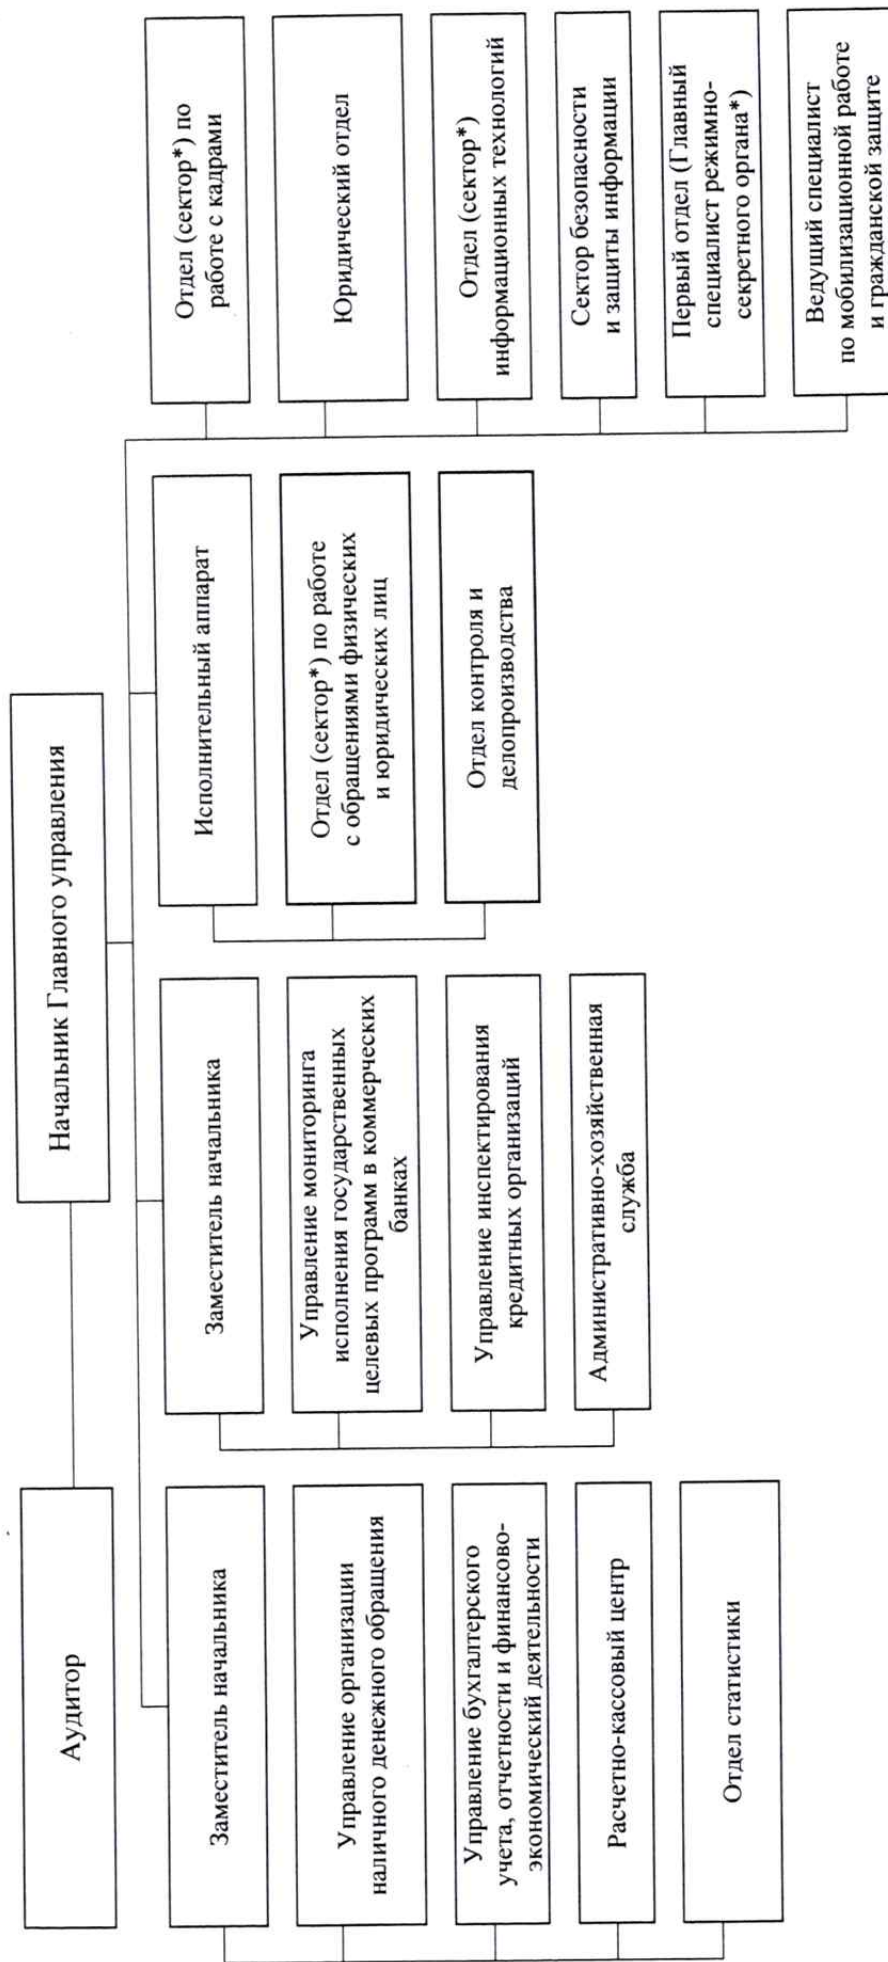 Аудитор
Начальник Главного управления
Заместитель начальника
Управление организации
наличного денежного обращения
Управление бухгалтерского
учета, отчетности и финансово-
экономический деятельности
Расчетно-кассовый центр
Отдел статистики
Заместитель начальника
Управление мониторинга
исполнения государственных
целевых программ в коммерческих
банках
Управление инспектирования
кредитных организаций
Административно-хозяйственная
служба
Исполнительный аппарат
Отдел (сектор*) по работе
с обращениями физических
и юридических лиц
Отдел контроля и
делопроизводства
Отдел (сектор*) по
работе с кадрами
Юридический отдел
Отдел (сектор*)
информационных технологий
Сектор безопасности
и защиты информации
Первый отдел (Главный
специалист режимно-
секретного органа*)
Ведущий специалист
по мобилизационной работе
и гражданской защите